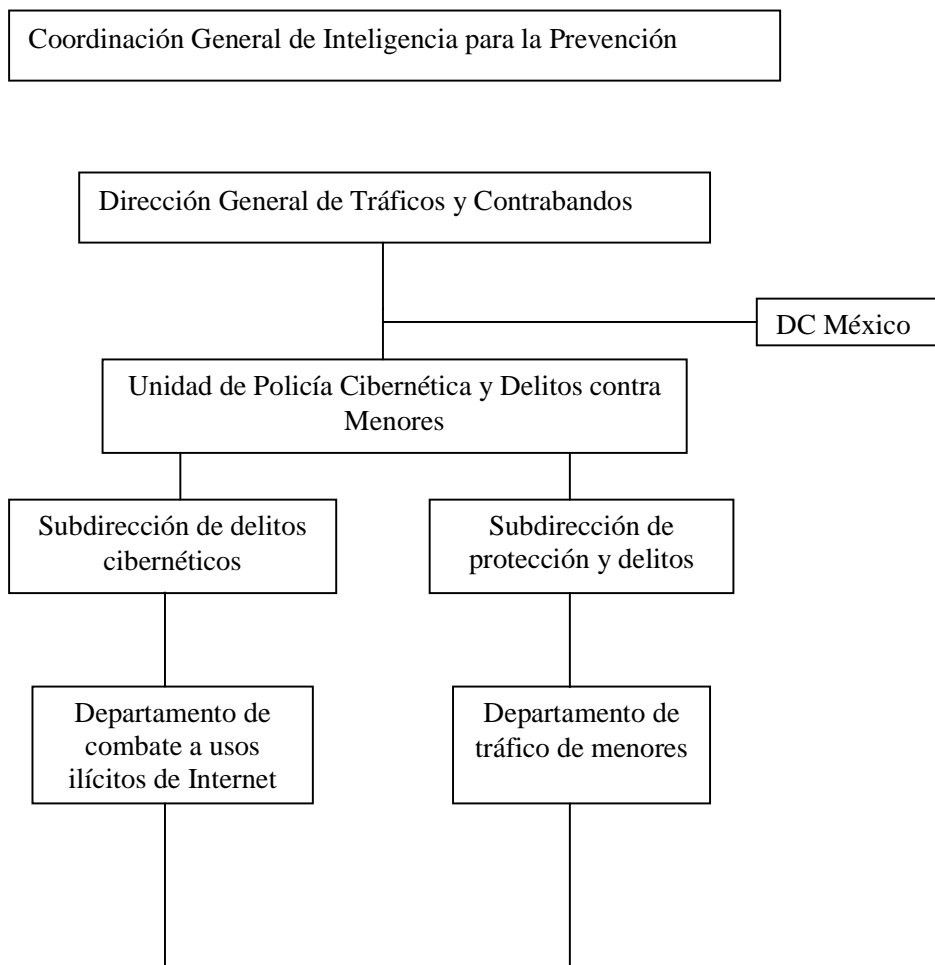 Coordinación General de Inteligencia para la Prevención
Dirección General de Tráficos y Contrabandos
DC México
Unidad de Policía Cibernética y Delitos contra
Menores
Subdirección de delitos
cibernéticos
Subdirección de
protección y delitos
Departamento de
combate a usos
ilícitos de Internet
Departamento de
tráfico de menores